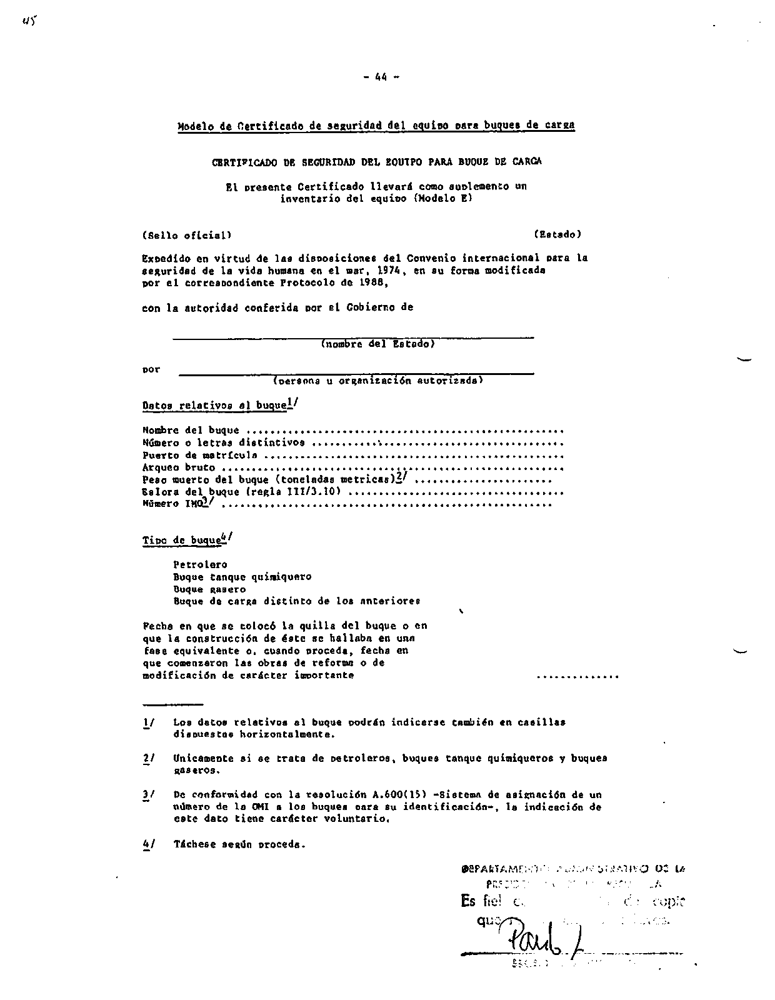 45
- 44 -
Modelo de Certificado de seguridad del equipo para buques de carga
CERTIFICADO DE SEGURIDAD DEL EQUIPO PARA BUQUE DE CARGA
El presente Certificado llevará como suplemento un
inventario del equipo (Modelo E)
(Sello oficial) (Estado)
Expedido en virtud de las disposiciones del Convenio internacional para la
seguridad de la vida humana en el mar, 1974, en su forma modificada
por el correspondiente Protocolo de 1988,
con la autoridad conferida por el Gobierno de
(nombre del Estado)
por
(persona u organización autorizada)
Datos relativos al buque1/
Nombre del buque .....................................................
Número o letras distintivos ..........................................
Puerto de matrícula ..................................................
Arqueo bruto .........................................................
Peso muerto del buque (toneladas metricas)2/ .......................
Eslora del buque (regla III/3.10) ....................................
Número IMO3/ .......................................................
Tipo de buque4/
Petrolero
Buque tanque quimiquero
Buque gasero
Buque de carga distinto de los anteriores
Fecha en que se colocó la quilla del buque o en
que la construcción de éste se hallaba en una
fase equivalente o, cuando proceda, fecha en
que comenzaron las obras de reforma o de
modificación de carácter importante ..............
1/ Los datos relativos al buque podrán indicarse también en casillas
dispuestas horizontalmente.
2/ Unicamente si se trata de petroleros, buques tanque quimiqueros y buques
gaseros.
3/ De conformidad con la resolución A.600(15) -Sistema de asignación de un
número de la OMI a los buques para su identificación-, la indicación de
este dato tiene carácter voluntario.
4/ Táchese según proceda.
DEPARTAMENTO ADMINISTRATIVO DE LA
Es fiel copia
que